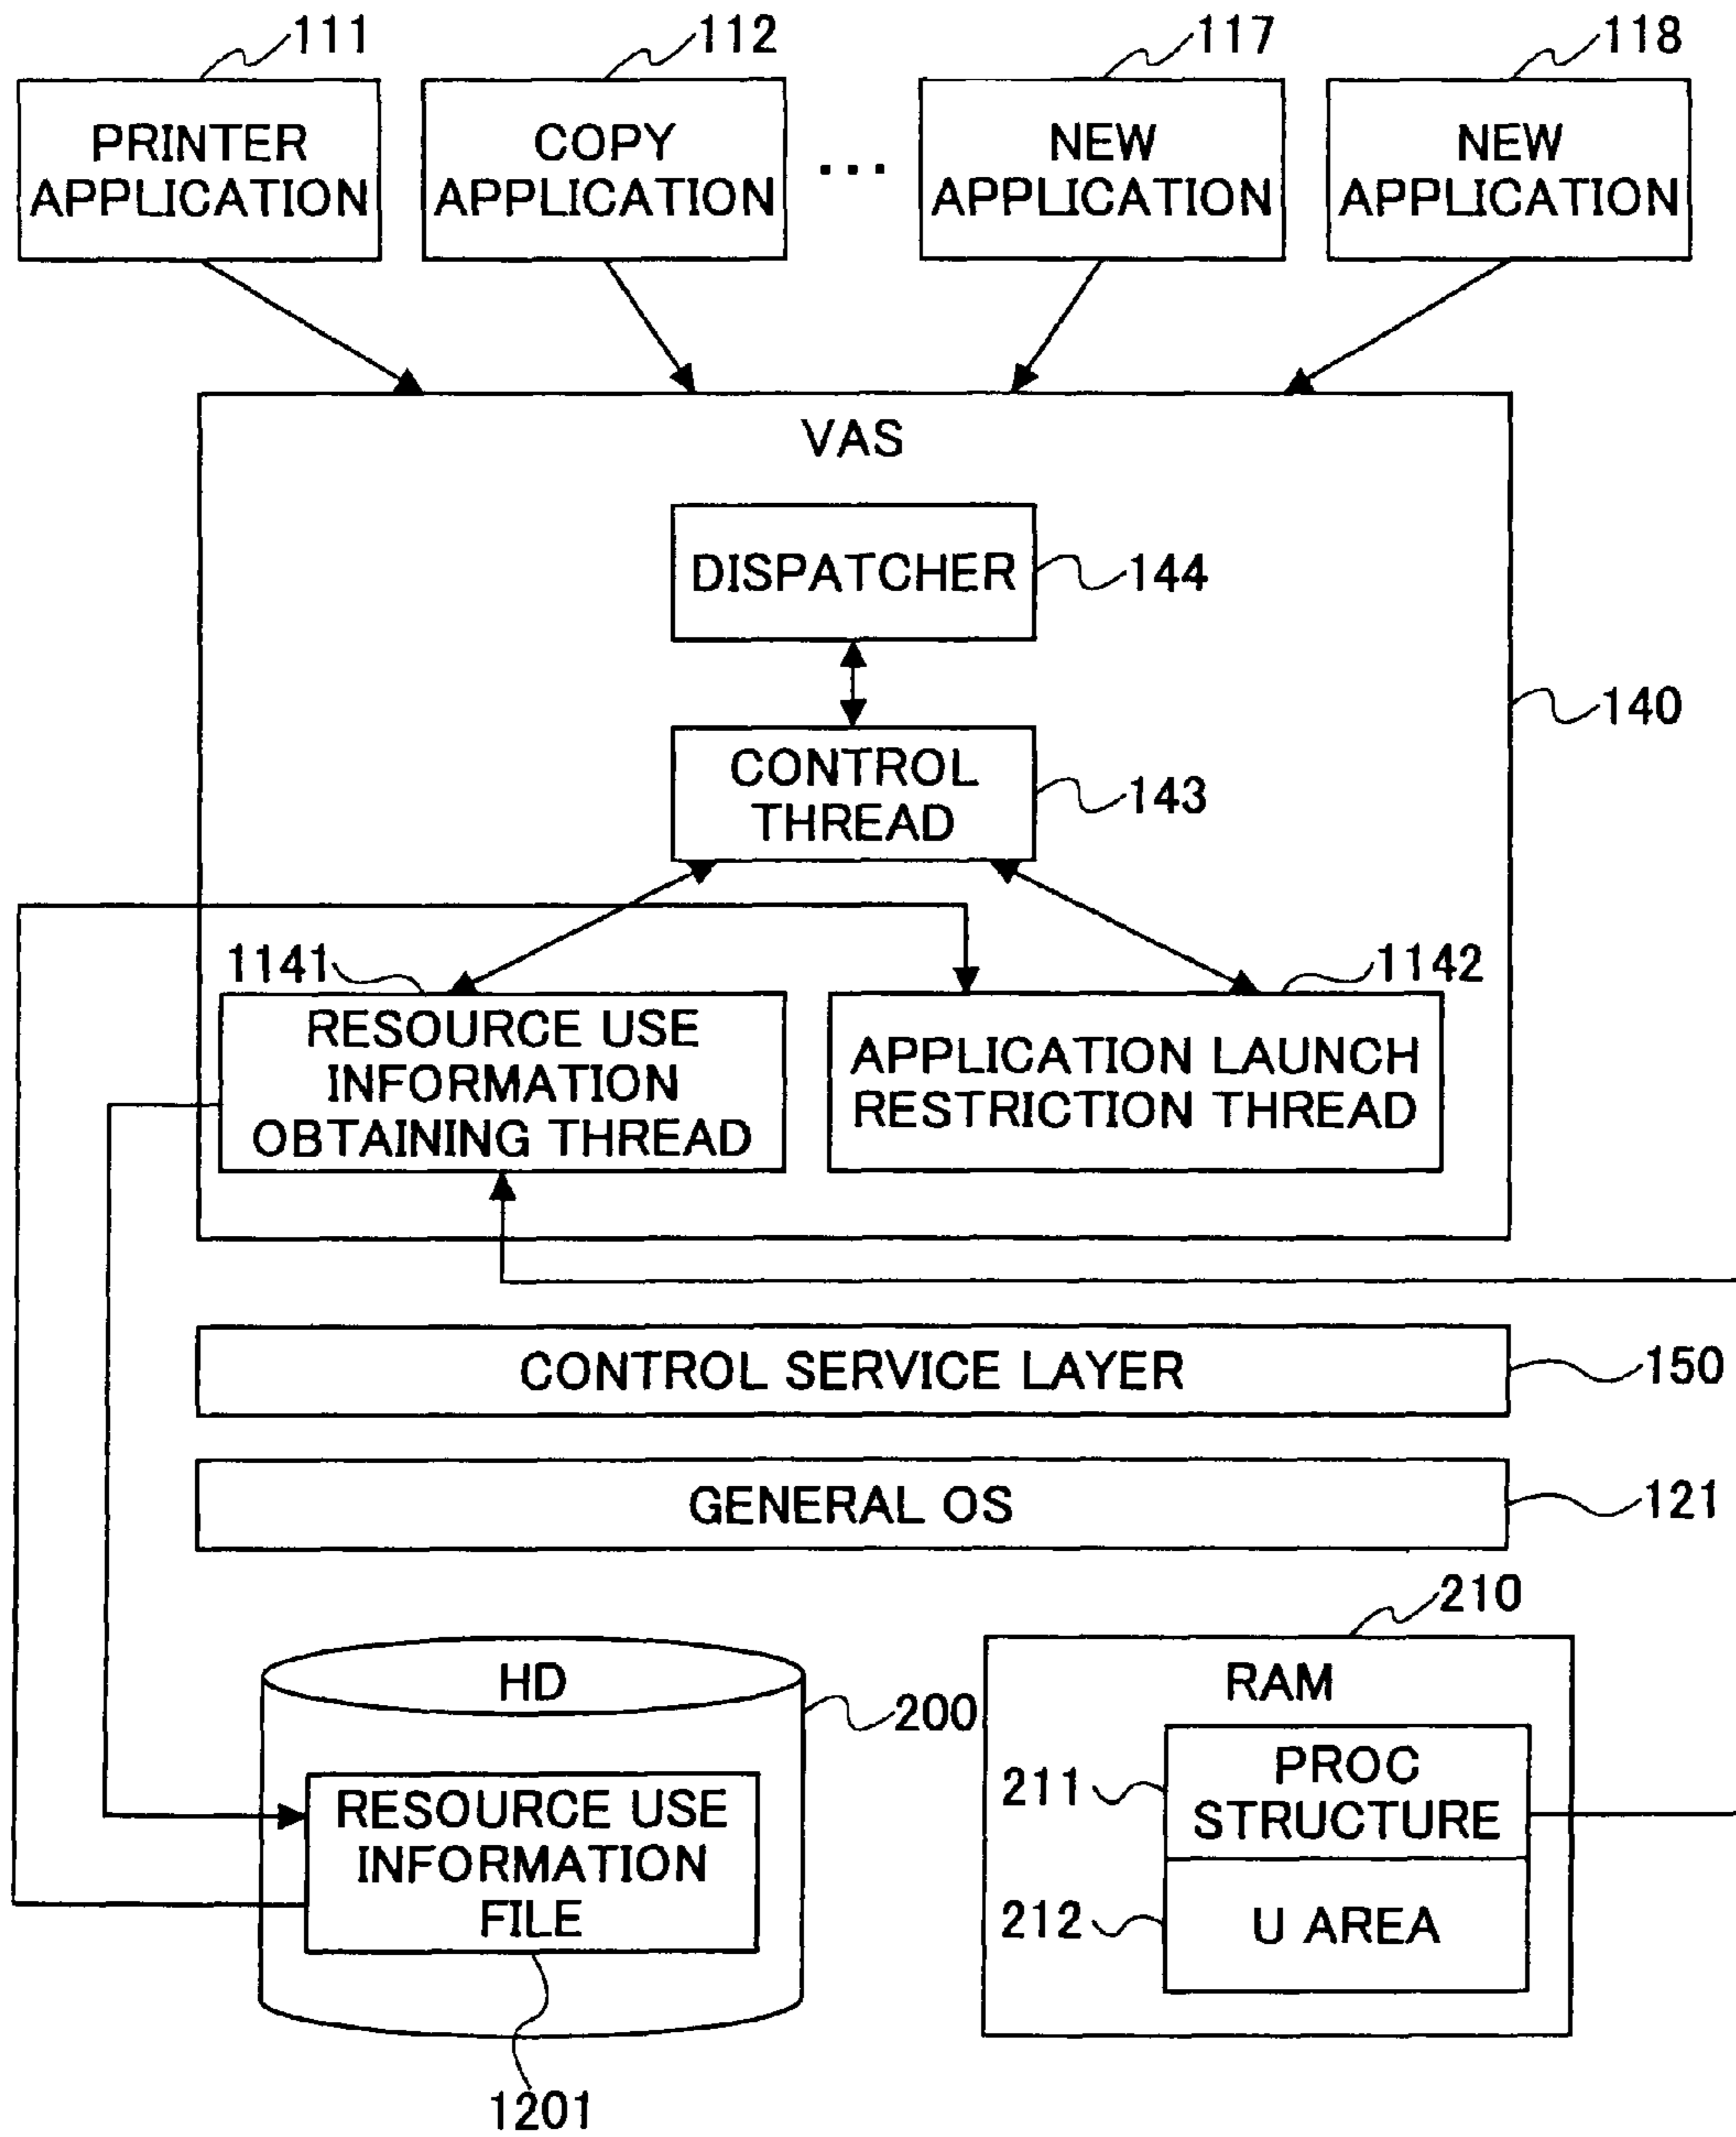 111
112
117
118
PRINTER
APPLICATION
COPY
APPLICATION
...
NEW
APPLICATION
NEW
APPLICATION
VAS
DISPATCHER
144
140
CONTROL
THREAD
143
1141
1142
RESOURCE USE
INFORMATION
OBTAINING THREAD
APPLICATION LAUNCH
RESTRICTION THREAD
CONTROL SERVICE LAYER
150
GENERAL OS
121
210
HD
200
RAM
211
PROC
STRUCTURE
RESOURCE USE
INFORMATION
FILE
212
U AREA
1201